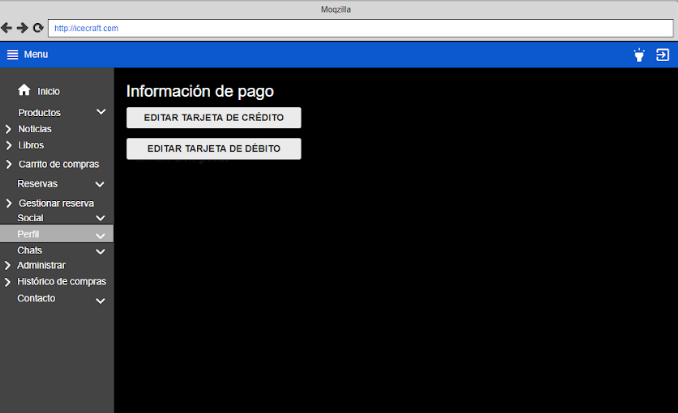 Moqzilla
http://icecraft.com
Menu
Inicio
Productos
Noticias
Libros
Carrito de compras
Reservas
Gestionar reserva
Social
Perfil
Chats
Administrar
Histórico de compras
Contacto
Información de pago
EDITAR TARJETA DE CRÉDITO
EDITAR TARJETA DE DÉBITO